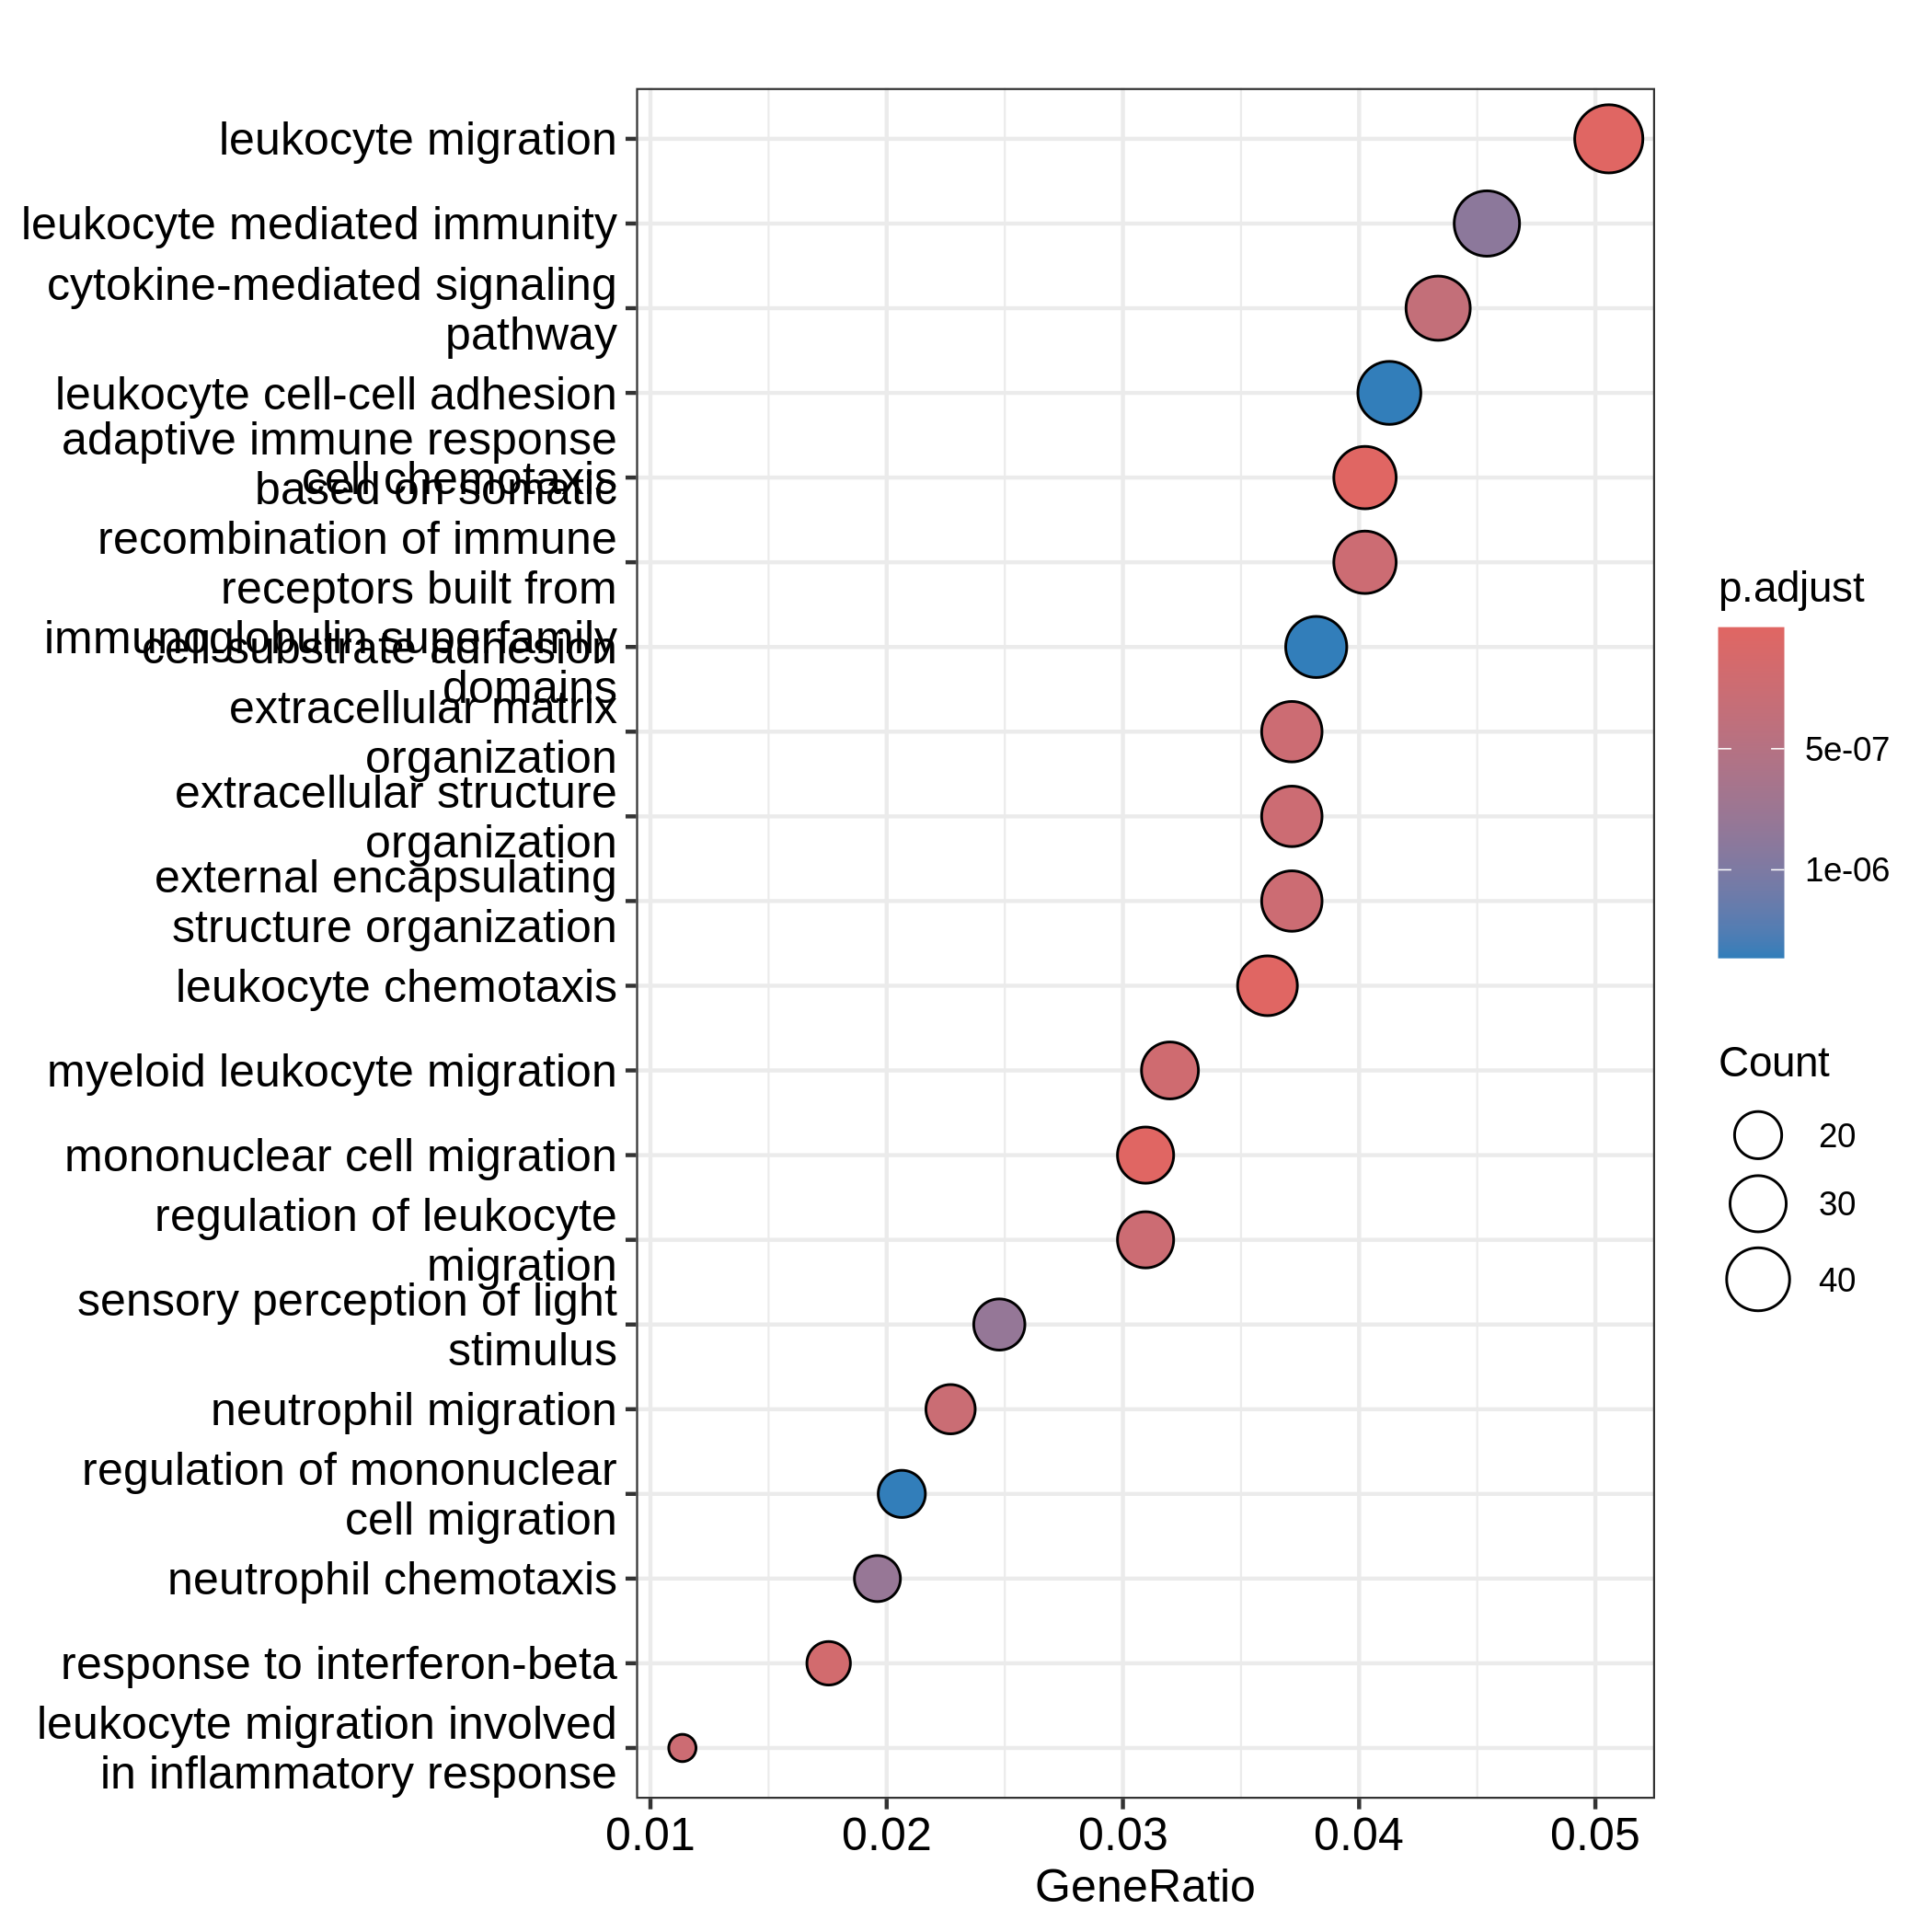 leukocyte migration
leukocyte mediated immunity
cytokine-mediated signaling
pathway
leukocyte cell-cell adhesion
cell chemotaxis
adaptive immune response
based on somatic
recombination of immune
receptors built from
immunoglobulin superfamily
domains
cell-substrate adhesion
extracellular matrix
organization
extracellular structure
organization
external encapsulating
structure organization
leukocyte chemotaxis
myeloid leukocyte migration
mononuclear cell migration
regulation of leukocyte
migration
sensory perception of light
stimulus
neutrophil migration
regulation of mononuclear
cell migration
neutrophil chemotaxis
response to interferon-beta
leukocyte migration involved
in inflammatory response
0.01 0.02 0.03 0.04 0.05
GeneRatio
p.adjust
5e-07
1e-06
Count
20
30
40